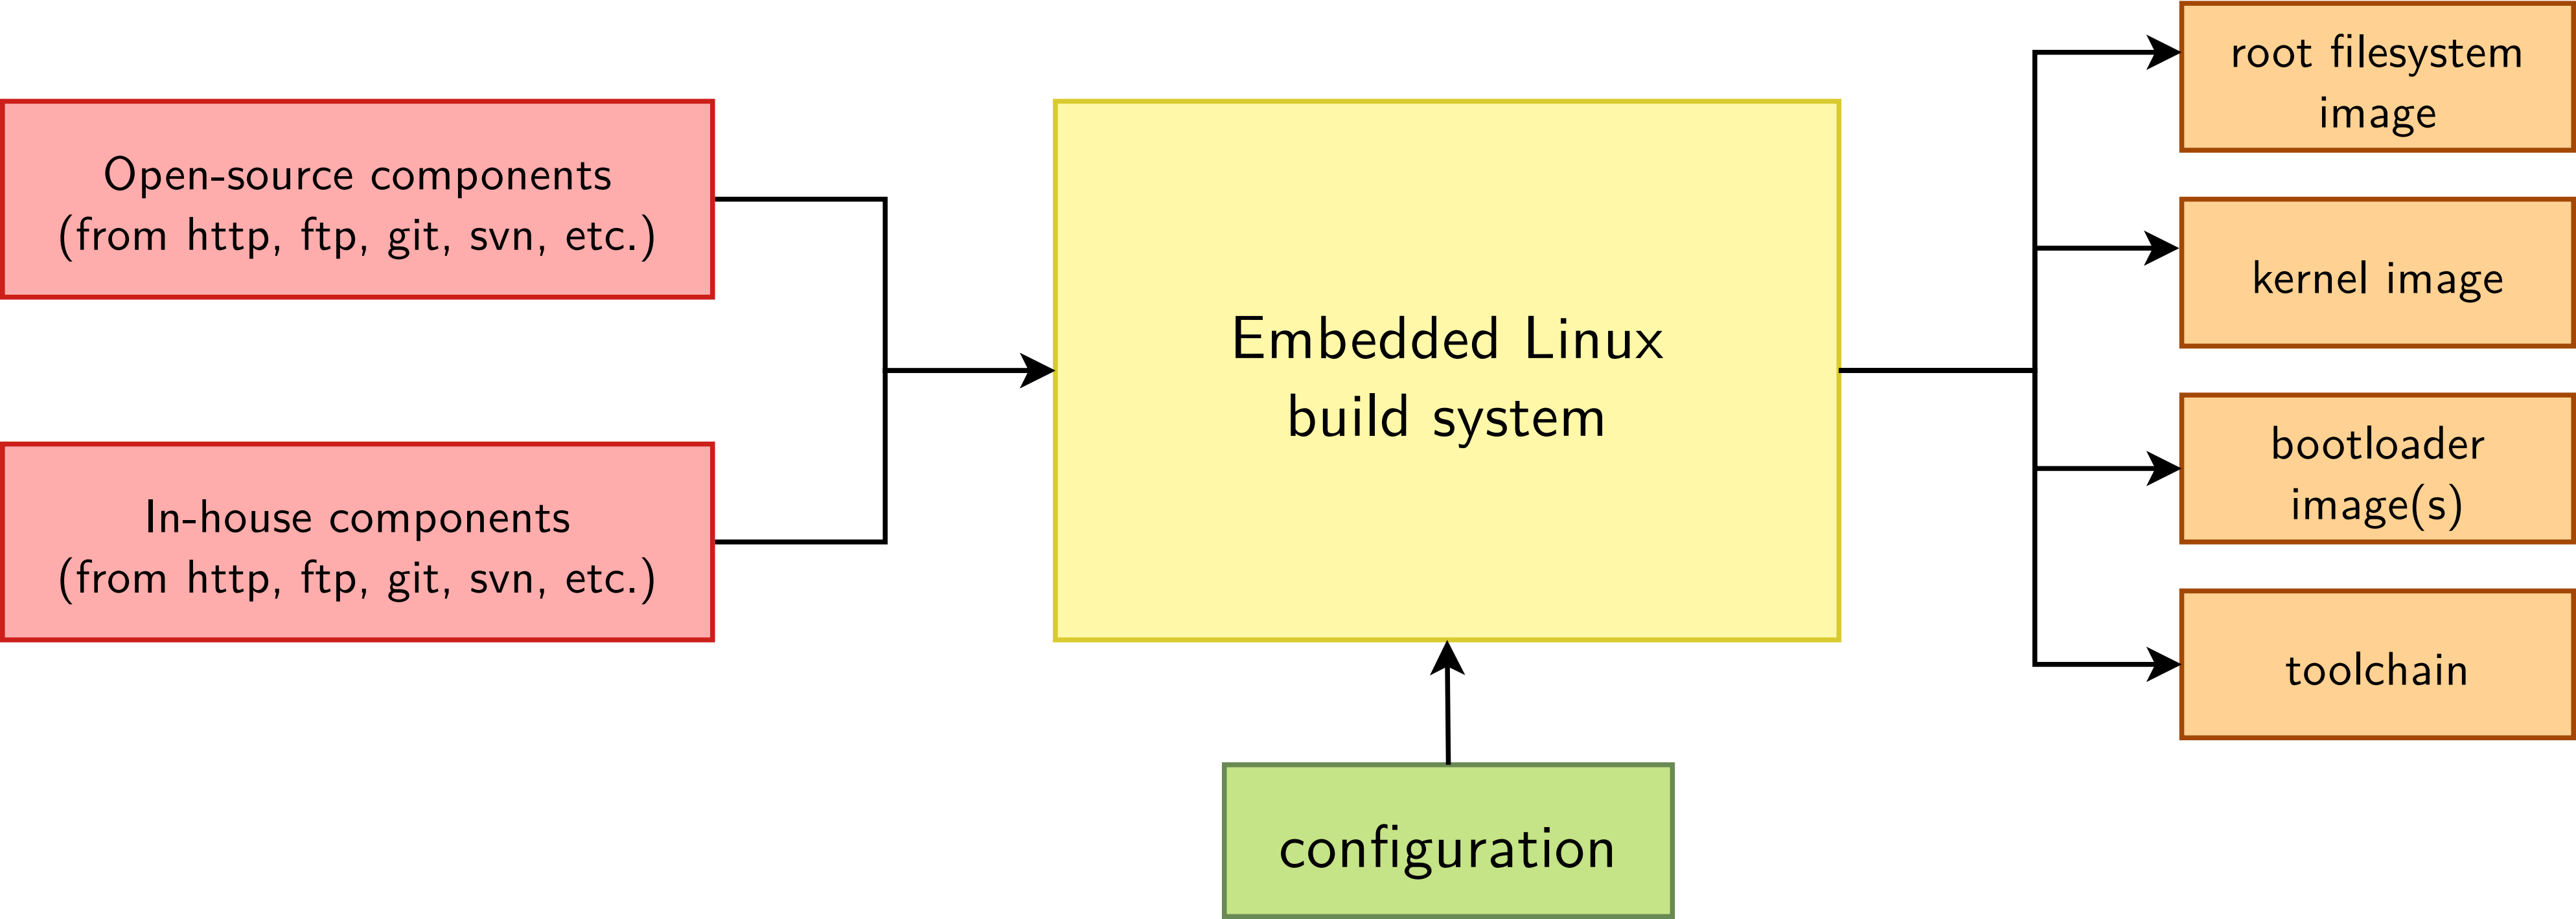 Open-source components
(from http, ftp, git, svn, etc.)
In-house components
(from http, ftp, git, svn, etc.)
Embedded Linux
build system
configuration
root filesystem
image
kernel image
bootloader
image(s)
toolchain